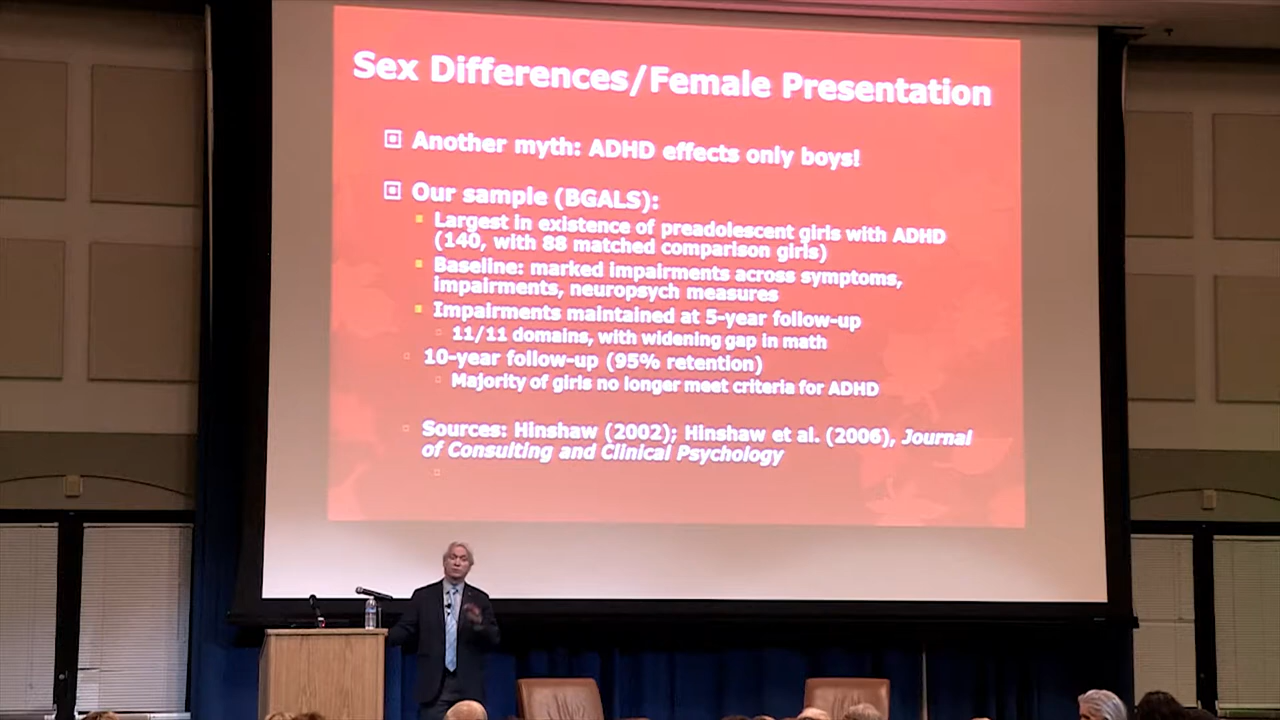 Sex Differences/Female Presentation
Another myth: ADHD effects only boys!
Our sample (BGALS):
Largest in existence of preadolescent girls with ADHD
(140, with 88 matched comparison girls)
Baseline: marked impairments across symptoms,
impairments, neuropsych measures
Impairments maintained at 5-year follow-up
11/11 domains, with widening gap in math
10-year follow-up (95% retention)
Majority of girls no longer meet criteria for ADHD
Sources: Hinshaw (2002); Hinshaw et al. (2006), Journal
of Consulting and Clinical Psychology